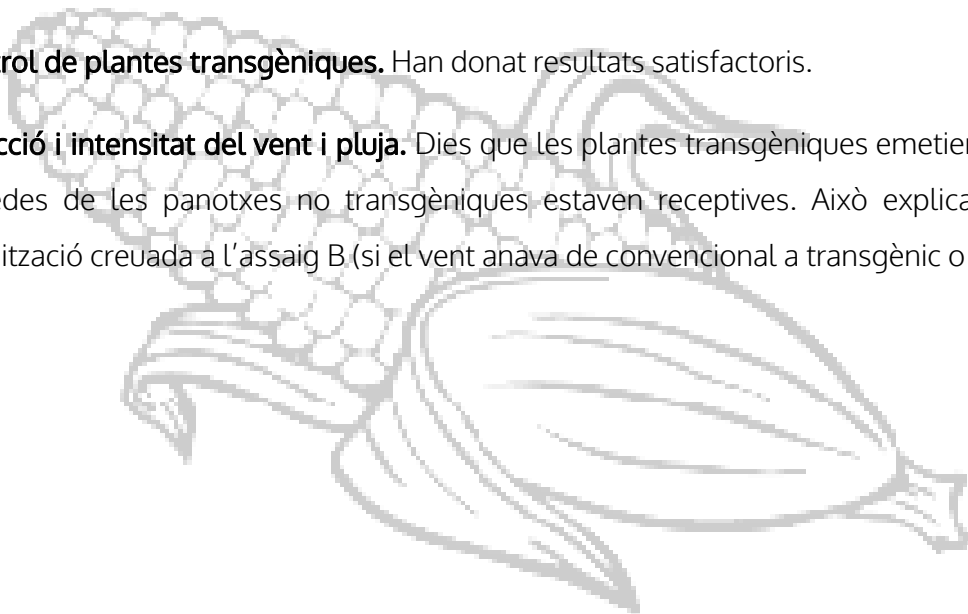 trol de plantes transgèniques. Han donat resultats satisfactoris.
cció i intensitat del vent i pluja. Dies que les plantes transgèniques emetien
edes de les panotxes no transgèniques estaven receptives. Això explica
ització creuada a l'assaig B (si el vent anava de convencional a transgènic o